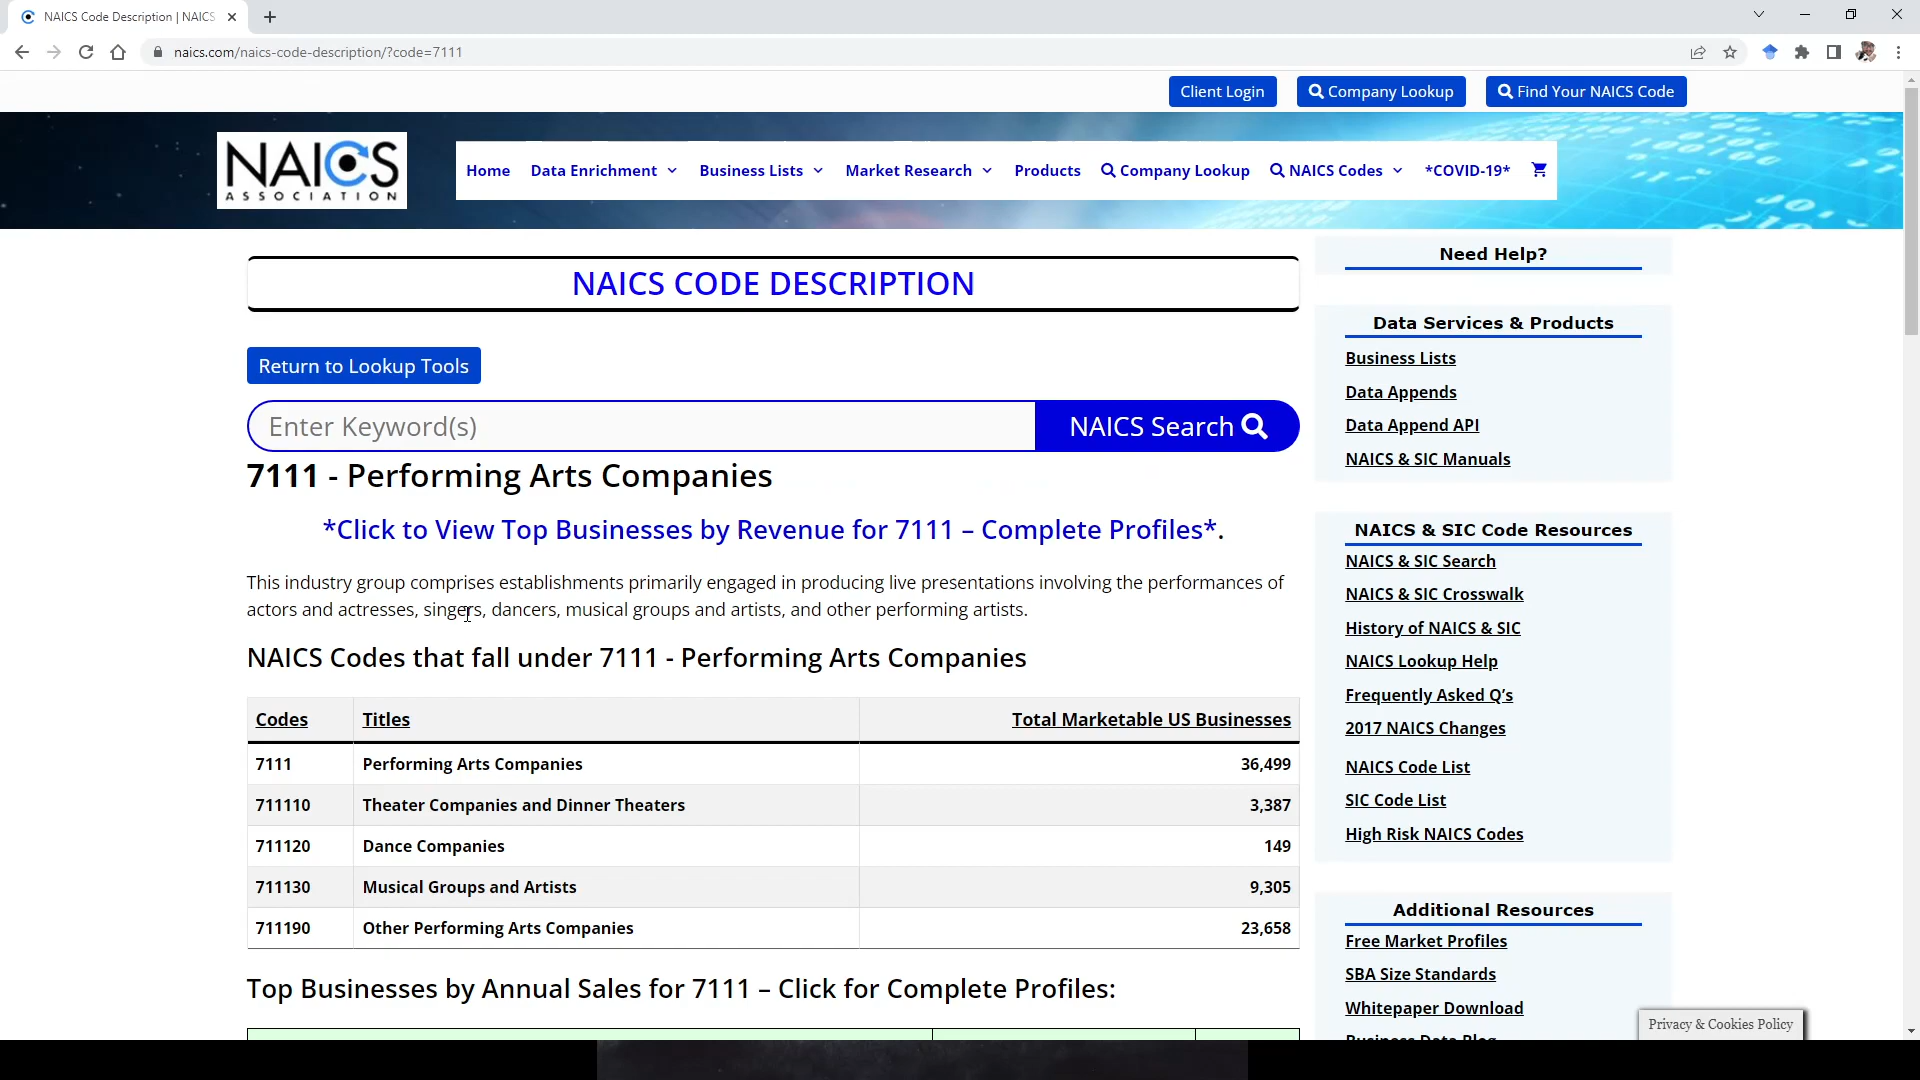 NAICS Code Description | NAICS
naics.com/naics-code-description/?code=7111
Client Login
Company Lookup
Find Your NAICS Code
NAICS
ASSOCIATION
Home
Data Enrichment
Business Lists
Market Research
Products
Company Lookup
NAICS Codes
*COVID-19*
NAICS CODE DESCRIPTION
Return to Lookup Tools
Enter Keyword(s)
NAICS Search
7111 - Performing Arts Companies
*Click to View Top Businesses by Revenue for 7111 – Complete Profiles*.
This industry group comprises establishments primarily engaged in producing live presentations involving the performances of
actors and actresses, singers, dancers, musical groups and artists, and other performing artists.
NAICS Codes that fall under 7111 - Performing Arts Companies
Codes Titles Total Marketable US Businesses
7111 Performing Arts Companies 36,499
711110 Theater Companies and Dinner Theaters 3,387
711120 Dance Companies 149
711130 Musical Groups and Artists 9,305
711190 Other Performing Arts Companies 23,658
Top Businesses by Annual Sales for 7111 – Click for Complete Profiles:
Need Help?
Data Services & Products
Business Lists
Data Appends
Data Append API
NAICS & SIC Manuals
NAICS & SIC Code Resources
NAICS & SIC Search
NAICS & SIC Crosswalk
History of NAICS & SIC
NAICS Lookup Help
Frequently Asked Q's
2017 NAICS Changes
NAICS Code List
SIC Code List
High Risk NAICS Codes
Additional Resources
Free Market Profiles
SBA Size Standards
Whitepaper Download
Business Data Blog
Privacy & Cookies Policy